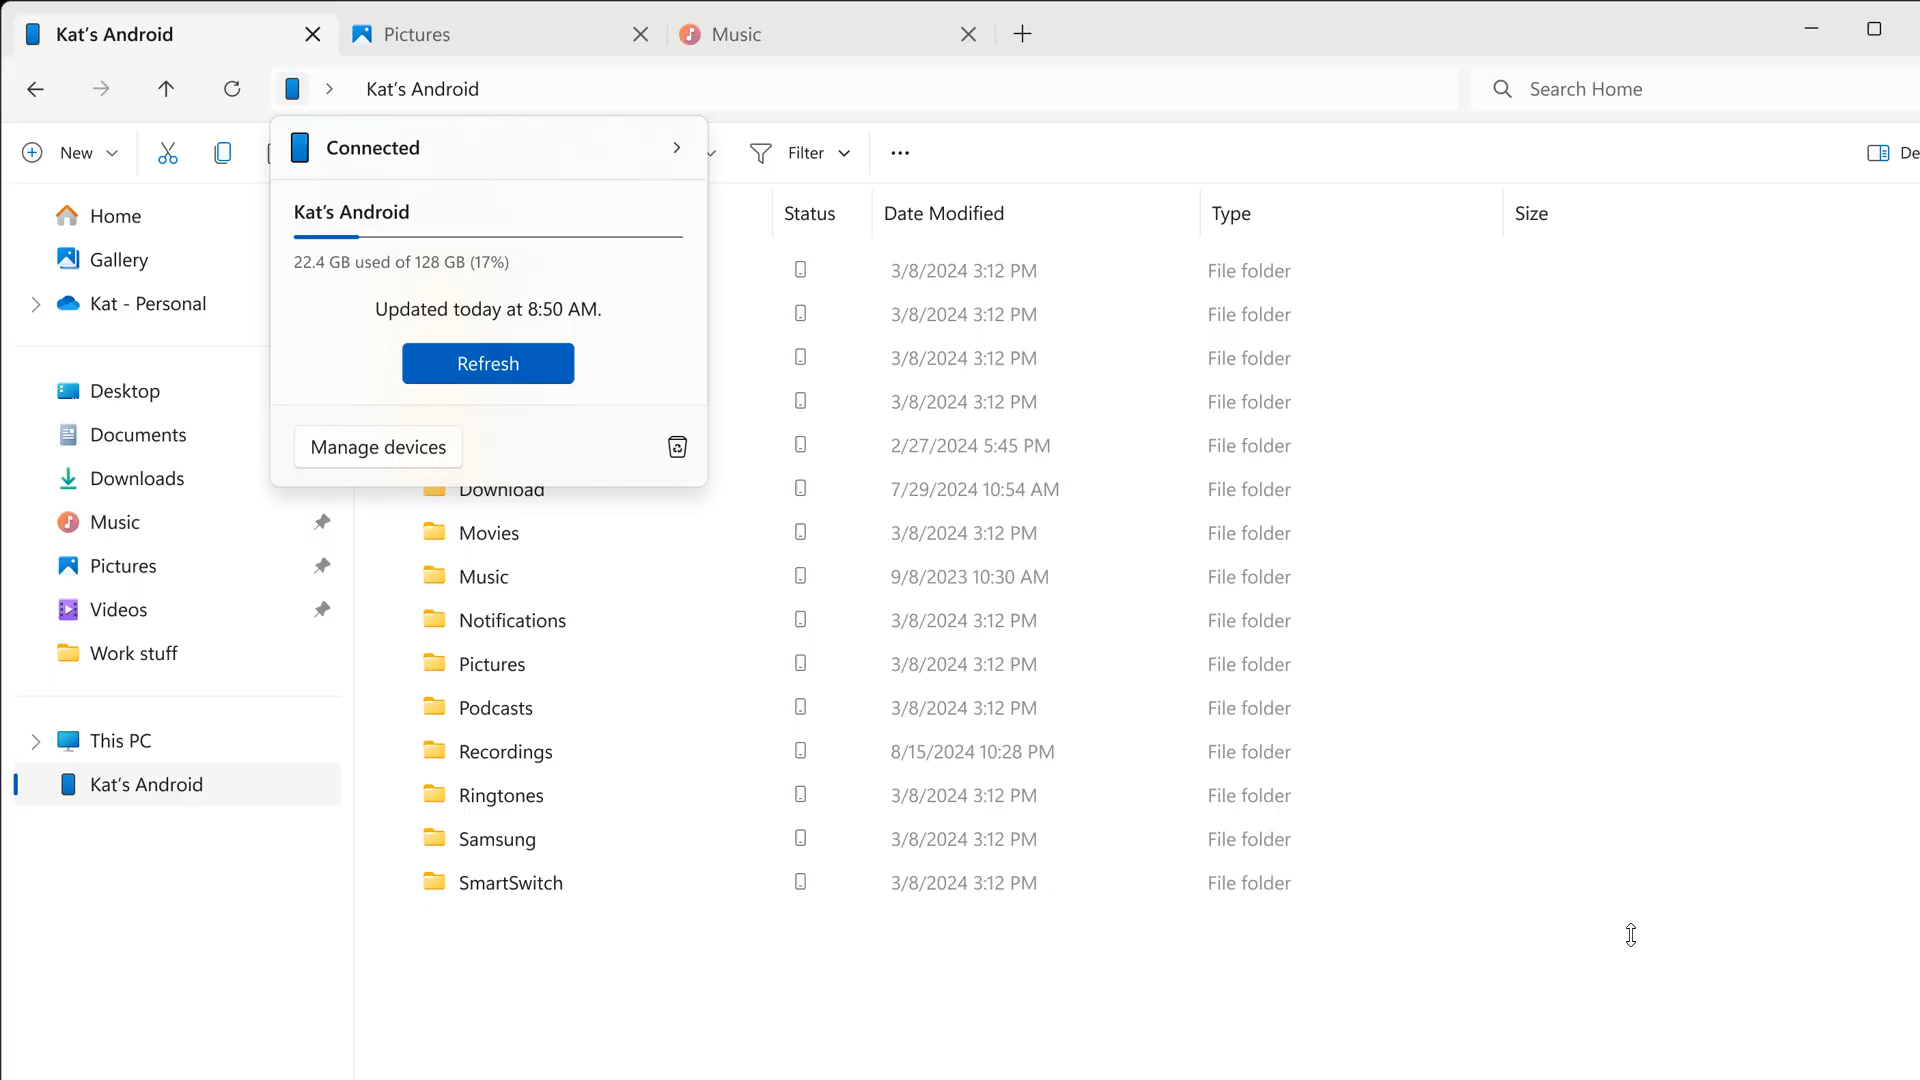 Kat's Android
Pictures
Music
Kat's Android
Search Home
New
Filter
Connected
Kat's Android
22.4 GB used of 128 GB (17%)
Updated today at 8:50 AM.
Refresh
Manage devices
Home
Gallery
Kat - Personal
Desktop
Documents
Downloads
Music
Pictures
Videos
Work stuff
This PC
Kat's Android
Status Date Modified Type Size
3/8/2024 3:12 PM File folder
3/8/2024 3:12 PM File folder
3/8/2024 3:12 PM File folder
3/8/2024 3:12 PM File folder
2/27/2024 5:45 PM File folder
Download 7/29/2024 10:54 AM File folder
Movies 3/8/2024 3:12 PM File folder
Music 9/8/2023 10:30 AM File folder
Notifications 3/8/2024 3:12 PM File folder
Pictures 3/8/2024 3:12 PM File folder
Podcasts 3/8/2024 3:12 PM File folder
Recordings 8/15/2024 10:28 PM File folder
Ringtones 3/8/2024 3:12 PM File folder
Samsung 3/8/2024 3:12 PM File folder
SmartSwitch 3/8/2024 3:12 PM File folder